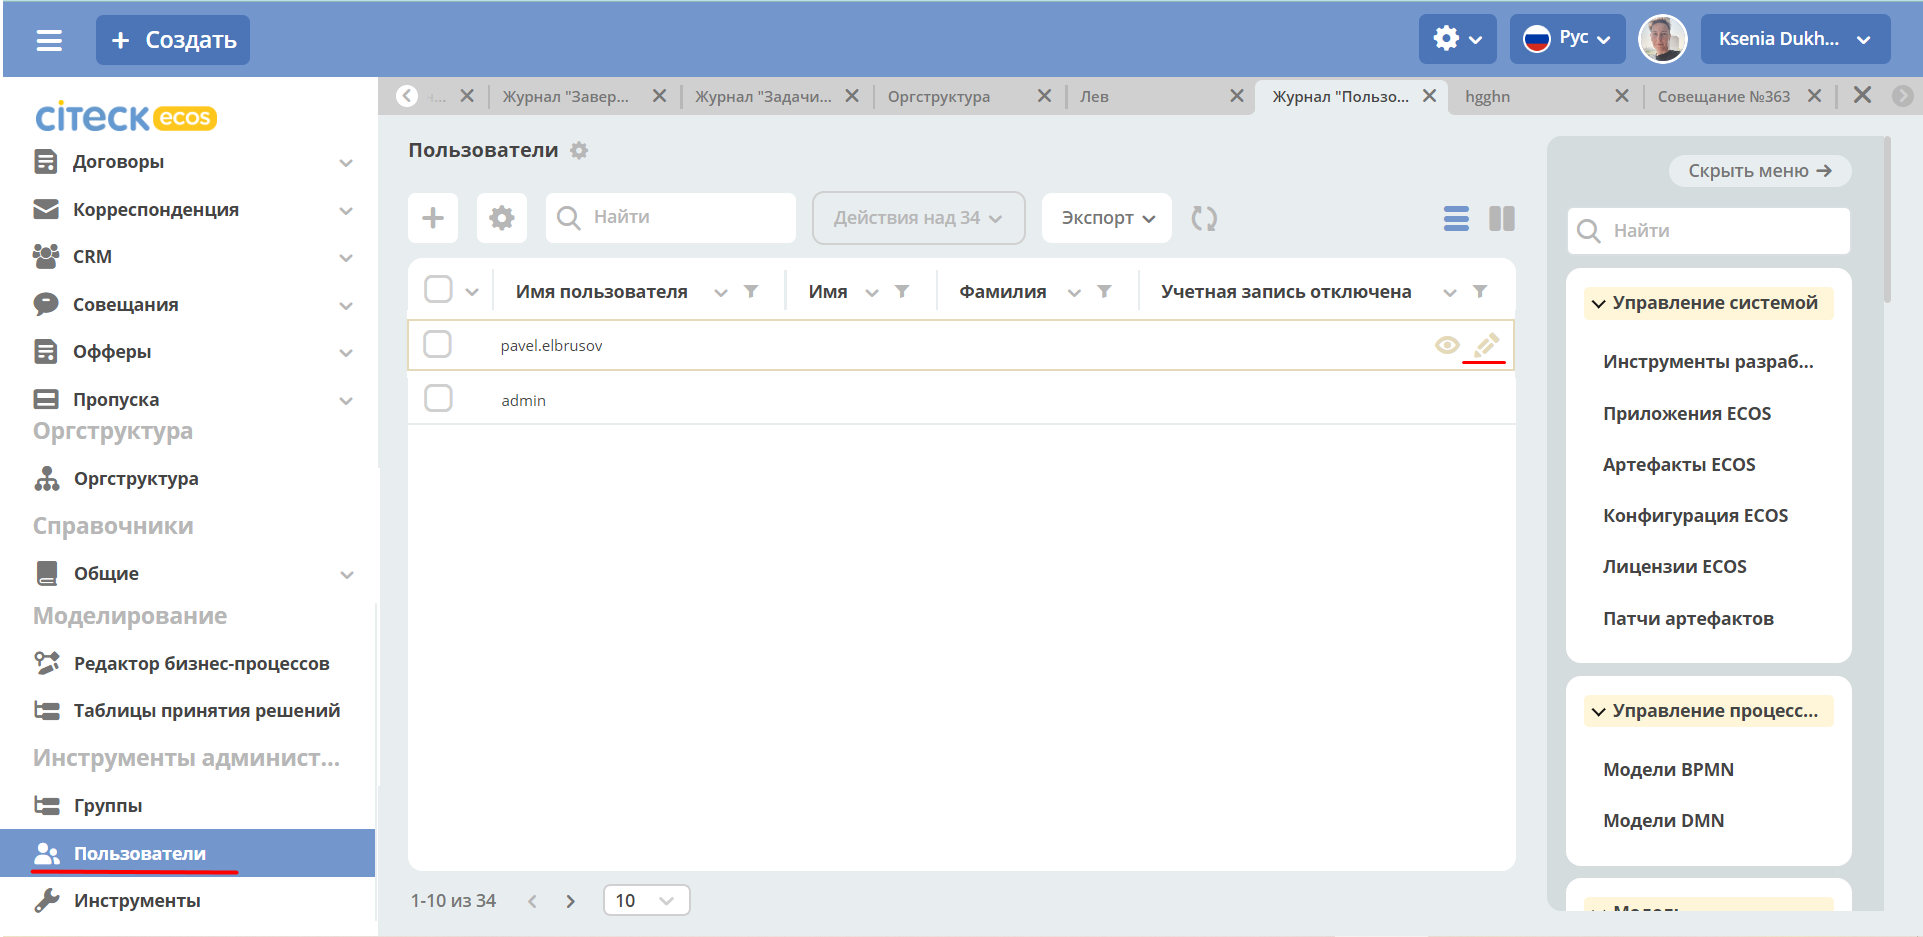 + Создать
Рус
Ksenia Dukh...
citeck ecos
Договоры
Корреспонденция
CRM
Совещания
Офферы
Пропуска
Оргструктура
Оргструктура
Справочники
Общие
Моделирование
Редактор бизнес-процессов
Таблицы принятия решений
Инструменты админист...
Группы
Пользователи
Инструменты
Журнал "Завер...
Журнал "Задачи...
Оргструктура
Лев
Журнал "Пользо...
hgghn
Совещание №363
Пользователи
Найти
Действия над 34
Экспорт
Имя пользователя
Имя
Фамилия
Учетная запись отключена
pavel.elbrusov
admin
1-10 из 34
10
Скрыть меню →
Найти
Управление системой
Инструменты разраб...
Приложения ECOS
Артефакты ECOS
Конфигурация ECOS
Лицензии ECOS
Патчи артефактов
Управление процесс...
Модели BPMN
Модели DMN